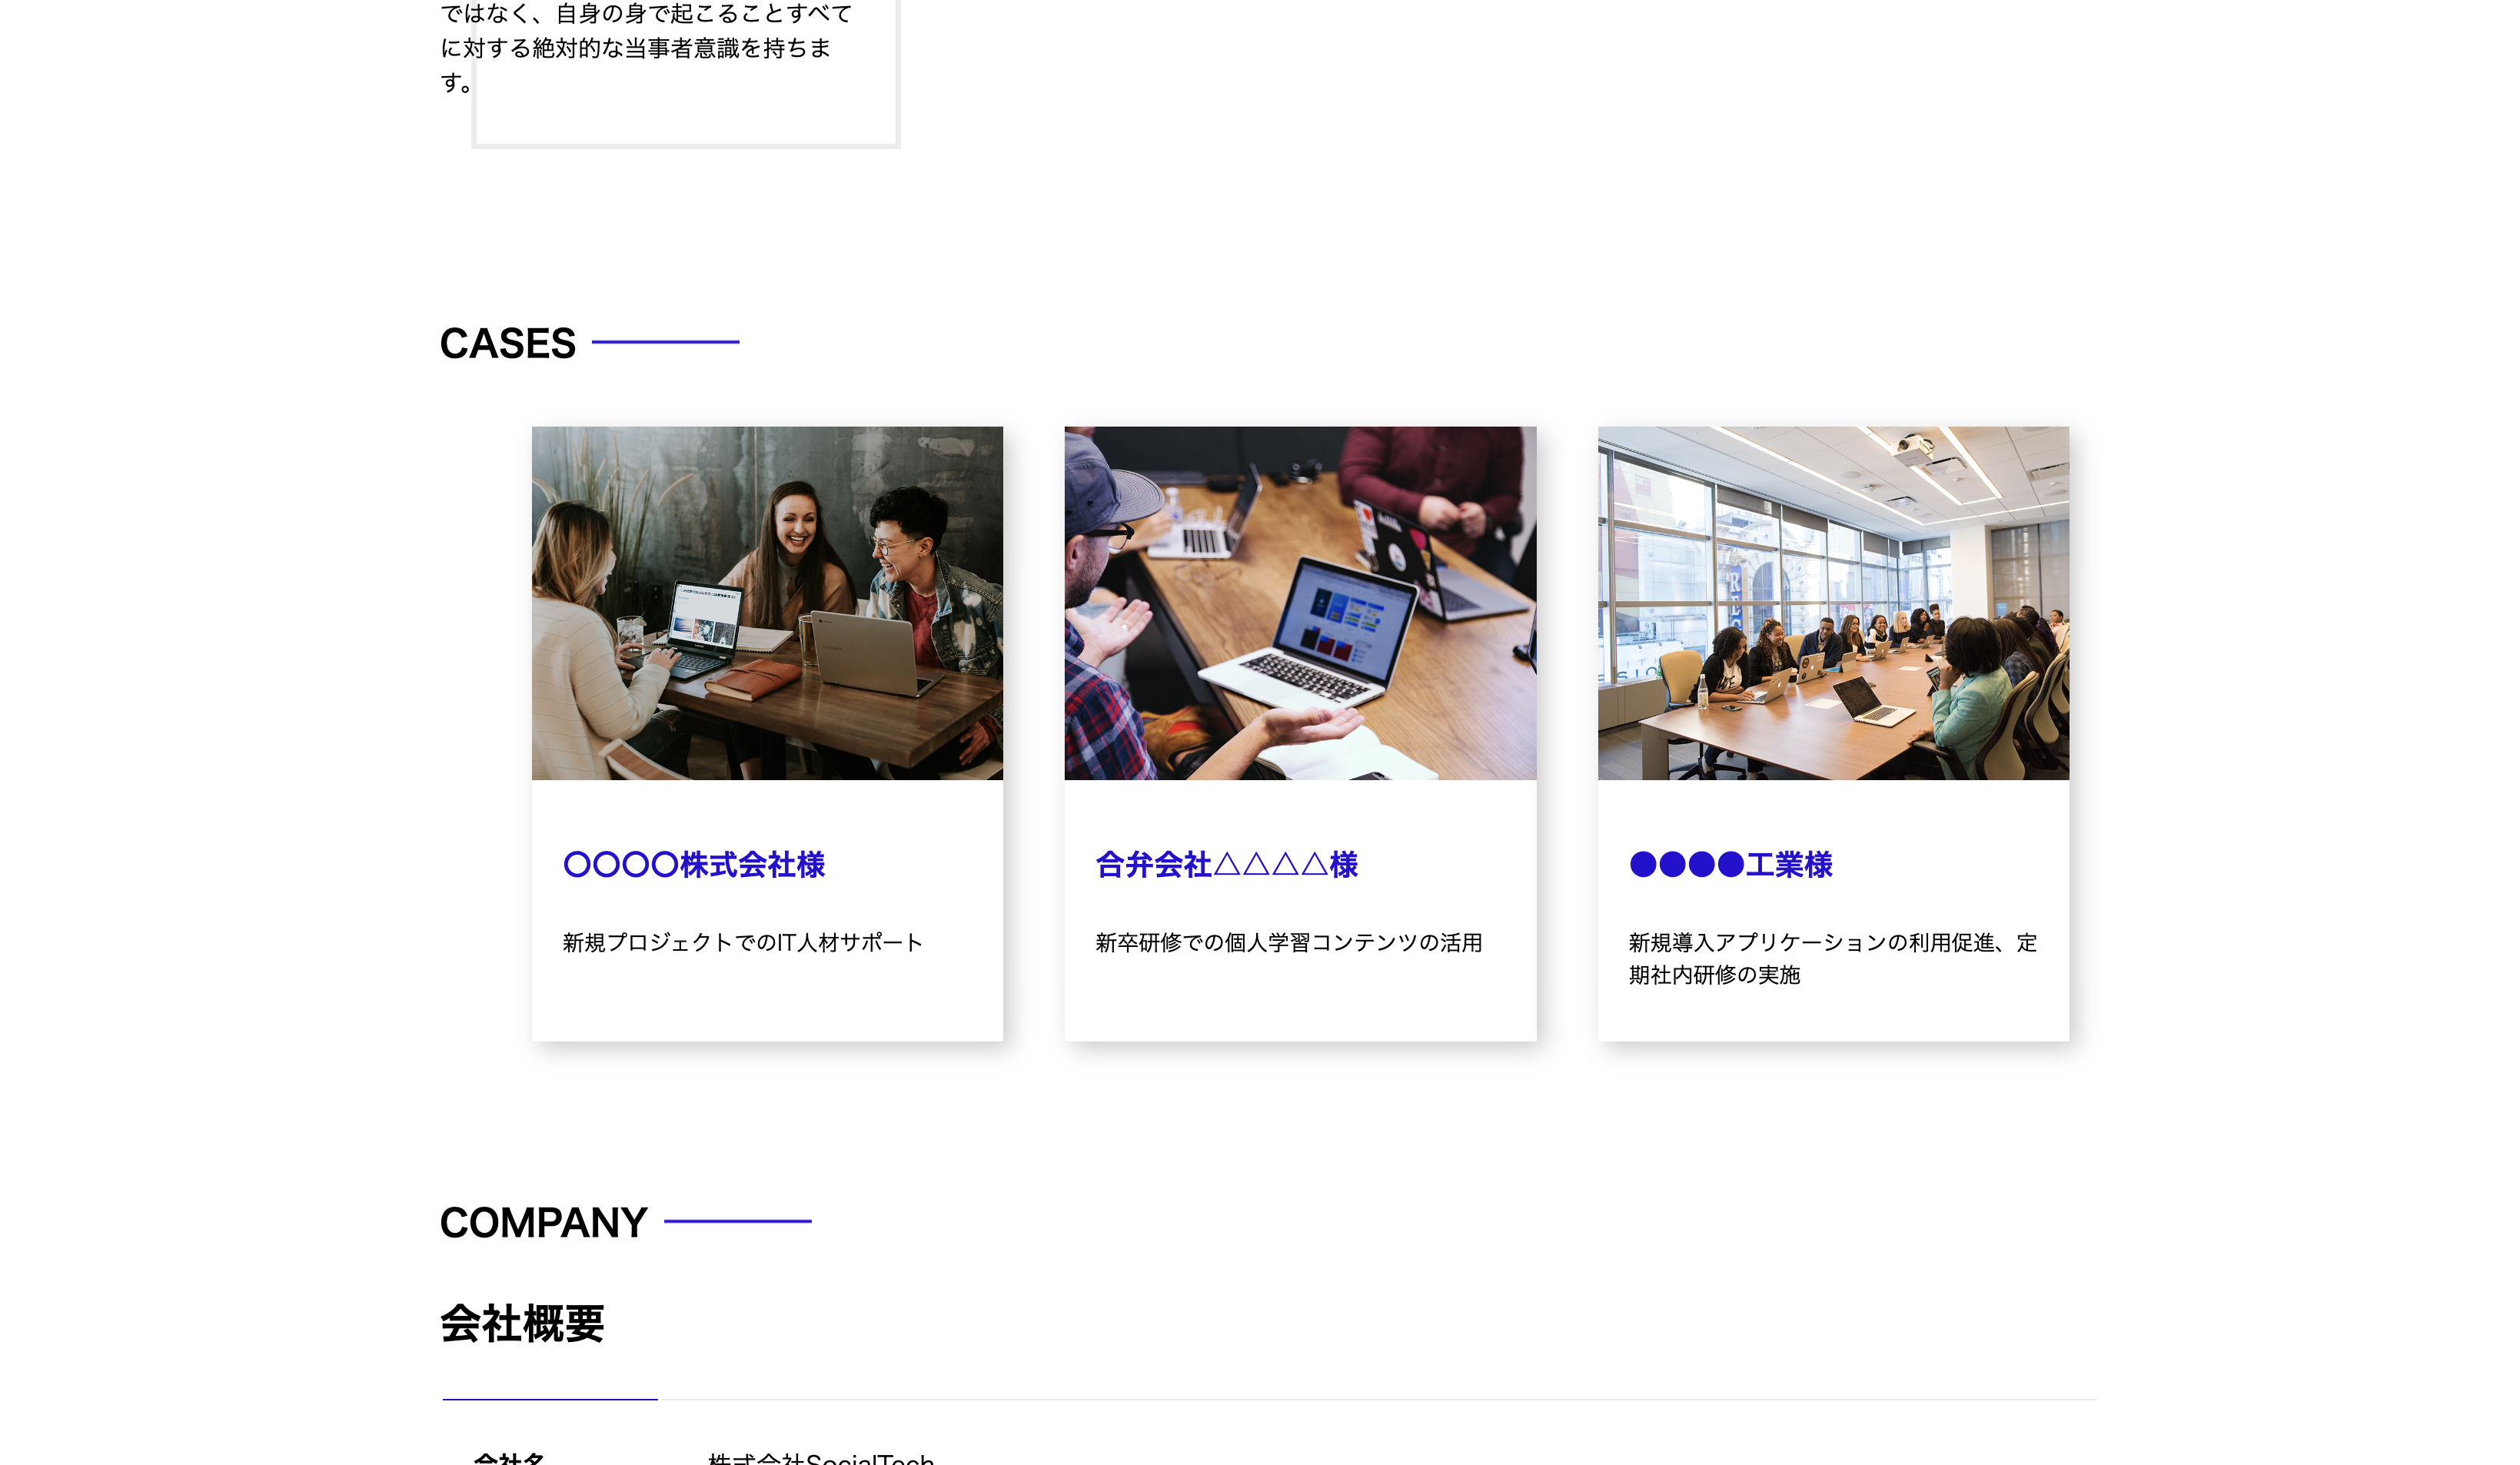 ではなく、自身の身で起こることすべて
に対する絶対的な当事者意識を持ちま
す。
CASES
〇〇〇〇株式会社様
新規プロジェクトでのIT人材サポート
合弁会社△△△△様
新卒研修での個人学習コンテンツの活用
●●●●工業様
新規導入アプリケーションの利用促進、定
期社内研修の実施
COMPANY
会社概要
会社名
株式会社SocialTech